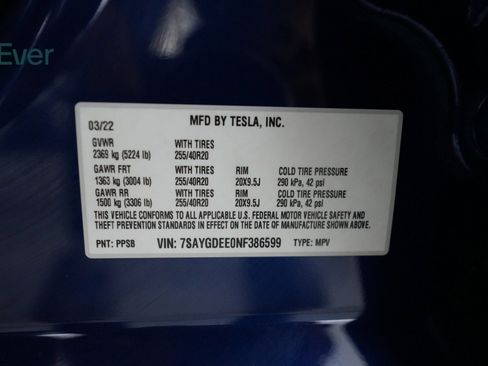 Ever
03/22 MFD BY TESLA, INC.
GVWR WITH TIRES
2369 kg (5224 lb) 255/40R20
GAWR FRT WITH TIRES RIM COLD TIRE PRESSURE
1363 kg (3004 lb) 255/40R20 20X9.5J 290 kPa, 42 psi
GAWR RR WITH TIRES RIM COLD TIRE PRESSURE
1500 kg (3306 lb) 255/40R20 20X9.5J 290 kPa, 42 psi
THIS VEHICLE CONFORMS TO ALL APPLICABLE U.S. FEDERAL MOTOR VEHICLE SAFETY AND
THEFT PREVENTION STANDARDS IN EFFECT ON THE DATE OF MANUFACTURE SHOWN ABOVE.
PNT: PPSB VIN: 7SAYGDEE0NF386599 TYPE: MPV